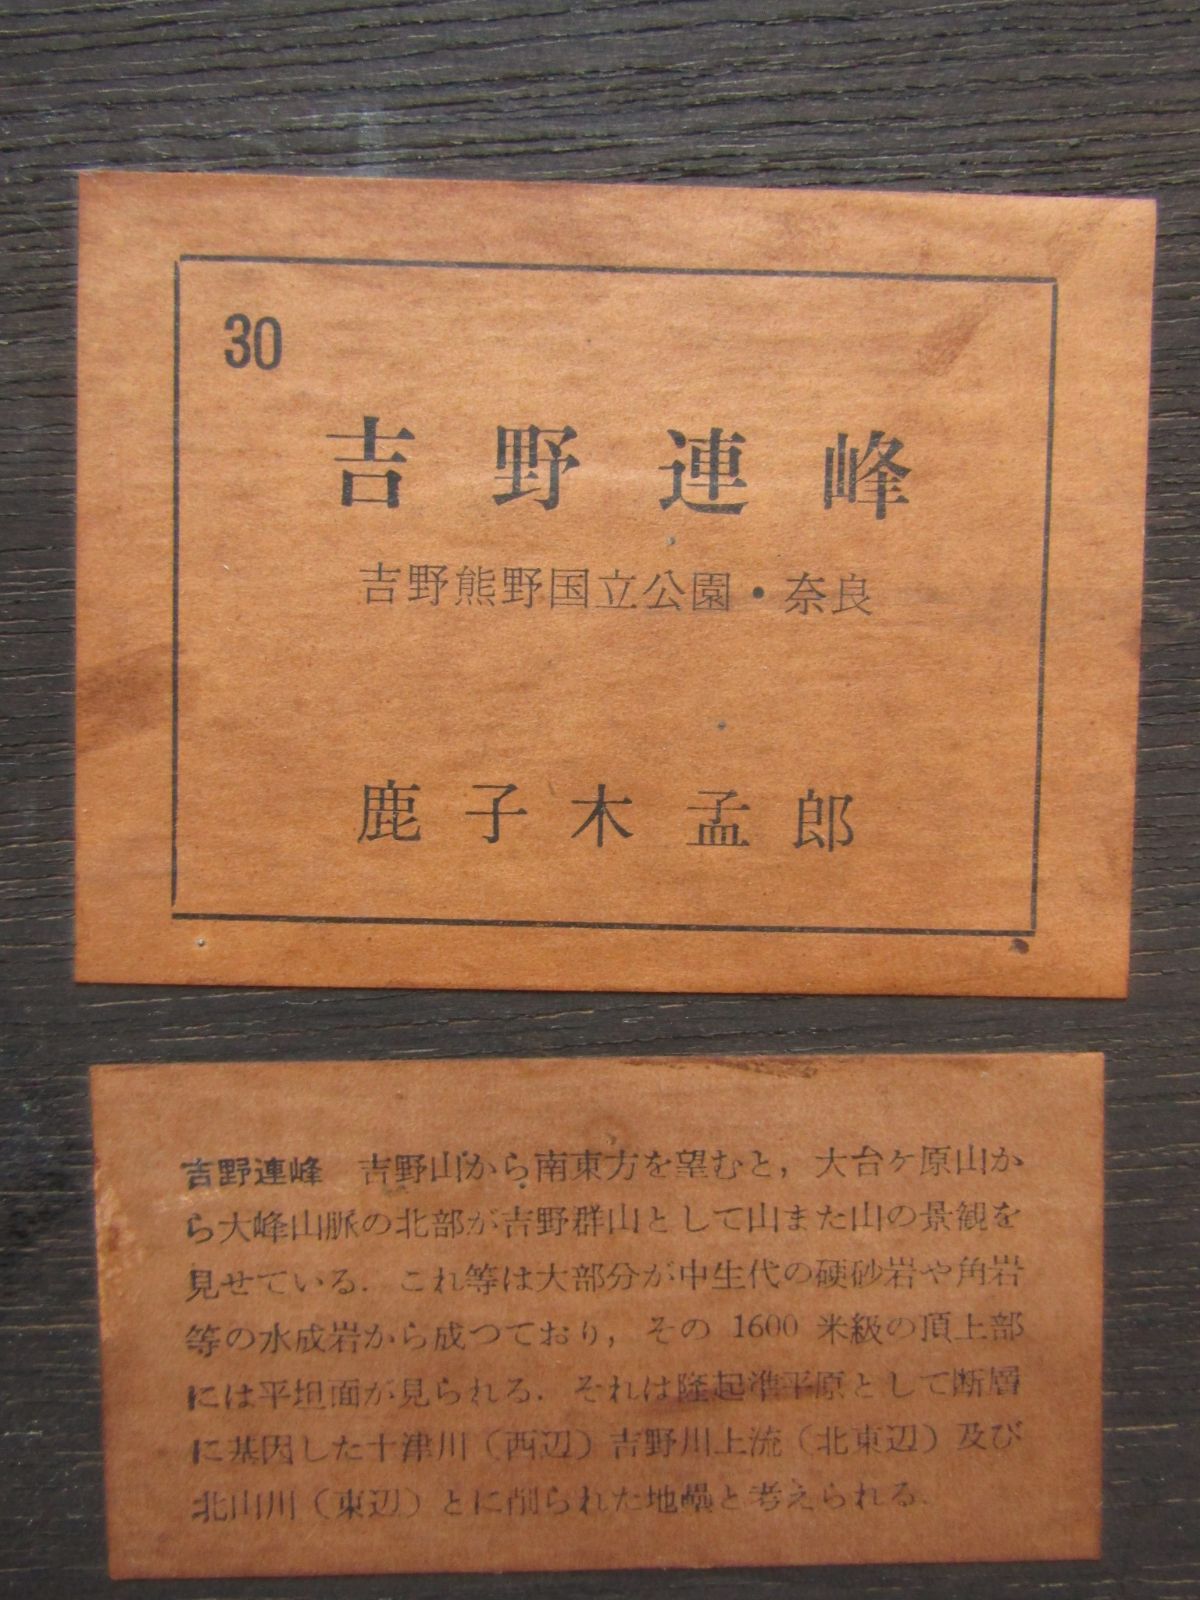 30
吉野連峰
吉野熊野国立公園・奈良
鹿子木孟郎
吉野連峰　吉野山から南東方を望むと，大台ケ原山か
ら大峰山脈の北部が吉野群山として山また山の景観を
見せている．これ等は大部分が中生代の硬砂岩や角岩
等の水成岩から成つており，その 1600 米級の頂上部
には平坦面が見られる．それは隆起準平原として断層
に基因した十津川（西辺）吉野川上流（北東辺）及び
北山川（東辺）とに削られた地塁と考えられる．